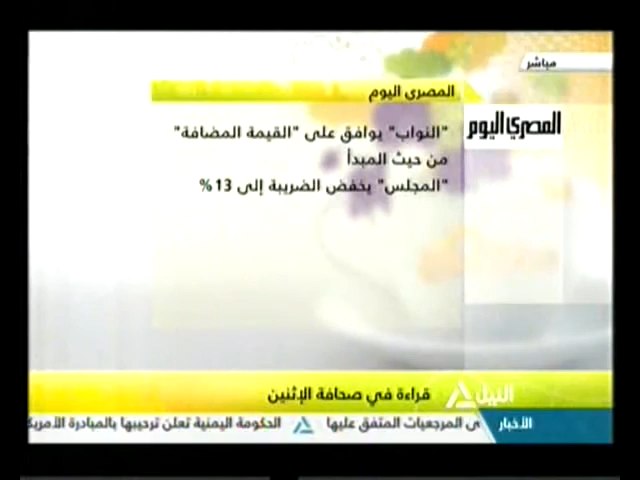 مباشر
المصري اليوم
المصري اليوم
"النواب" يوافق على "القيمة المضافة"
من حيث المبدأ
"المجلس" يخفض الضريبة إلى 13%
النيل
قراءة في صحافة الإثنين
الأخبار
ى المرجعيات المتفق عليها
الحكومة اليمنية تعلن ترحيبها بالمبادرة الأمريك